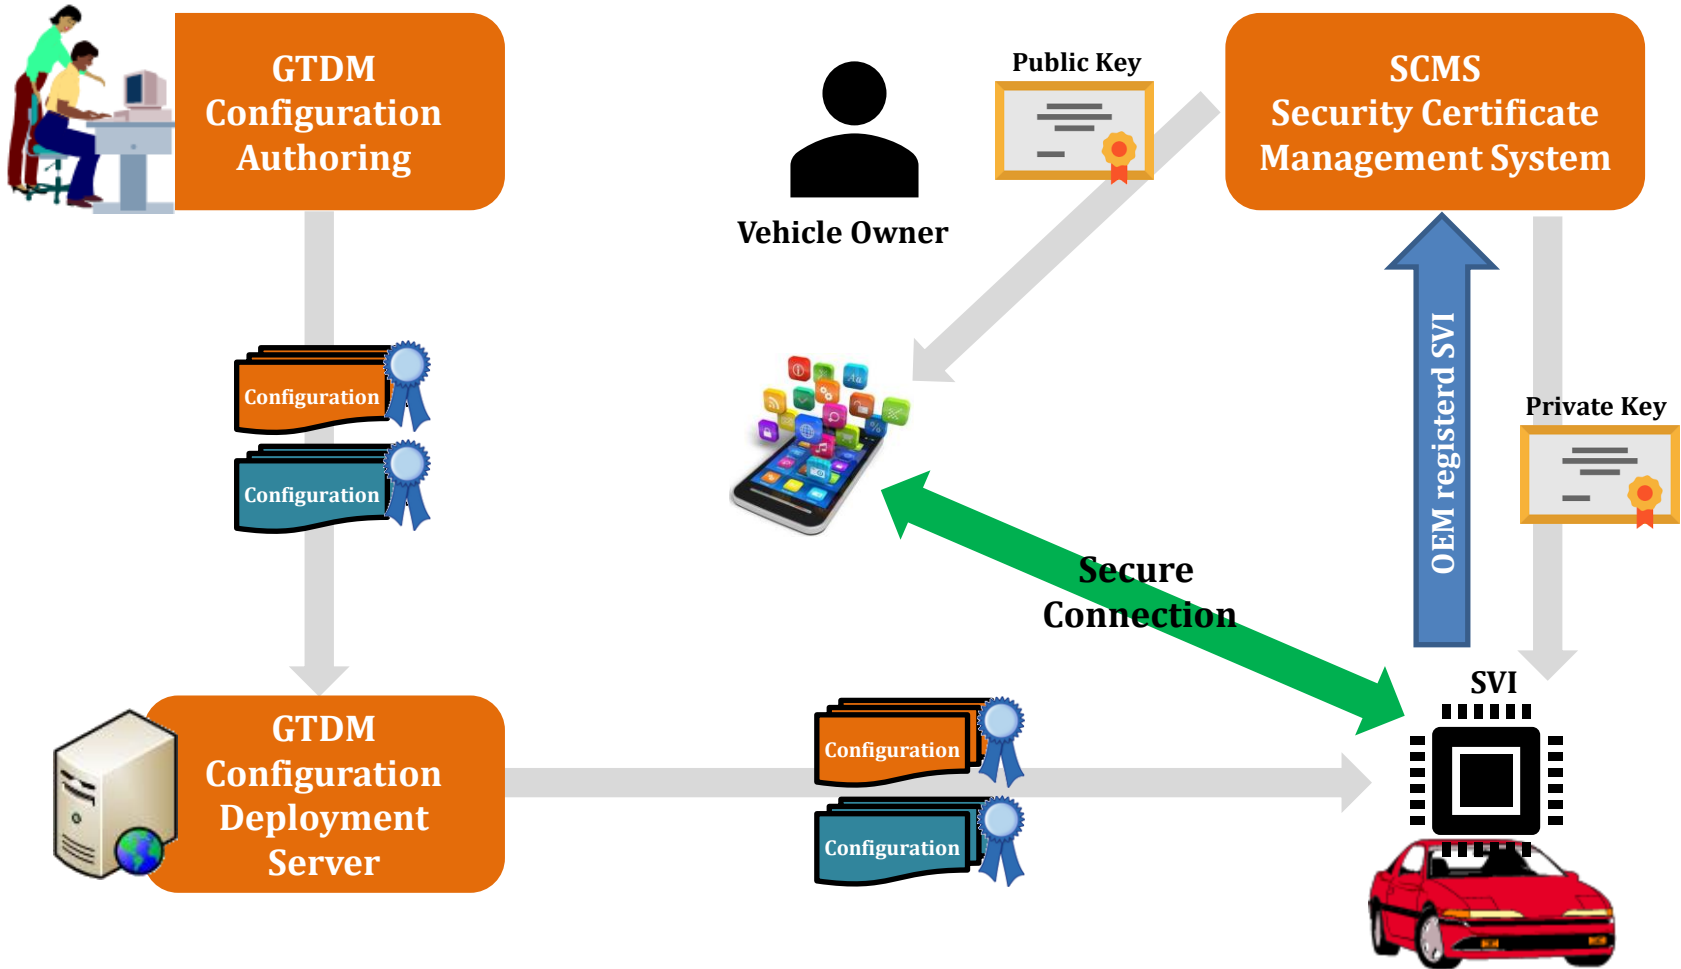 GTDM
Configuration
Authoring
Vehicle Owner
Public Key
SCMS
Security Certificate
Management System
Configuration
Configuration
OEM registerd SVI
Private Key
Secure
Connection
SVI
GTDM
Configuration
Deployment
Server
Configuration
Configuration